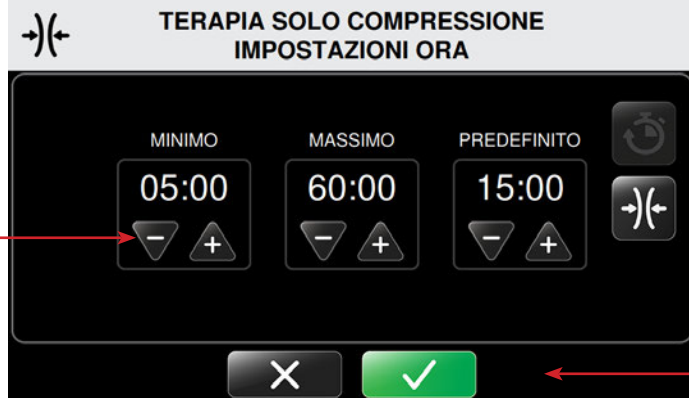 TERAPIA SOLO COMPRESSIONE
IMPOSTAZIONI ORA
MINIMO MASSIMO PREDEFINITO
05:00 60:00 15:00
- + - + - +